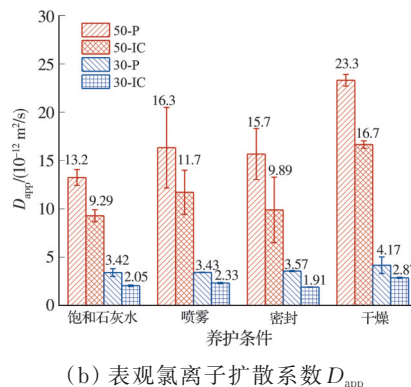 (b) 表观氯离子扩散系数 D_app
D_app/(10⁻¹² m²/s)
30
25
20
15
10
5
0
50-P
50-IC
30-P
30-IC
13.2
9.29
3.42
2.05
16.3
11.7
3.43
2.33
15.7
9.89
3.57
1.91
23.3
16.7
4.17
2.87
饱和石灰水 喷雾 密封 干燥
养护条件